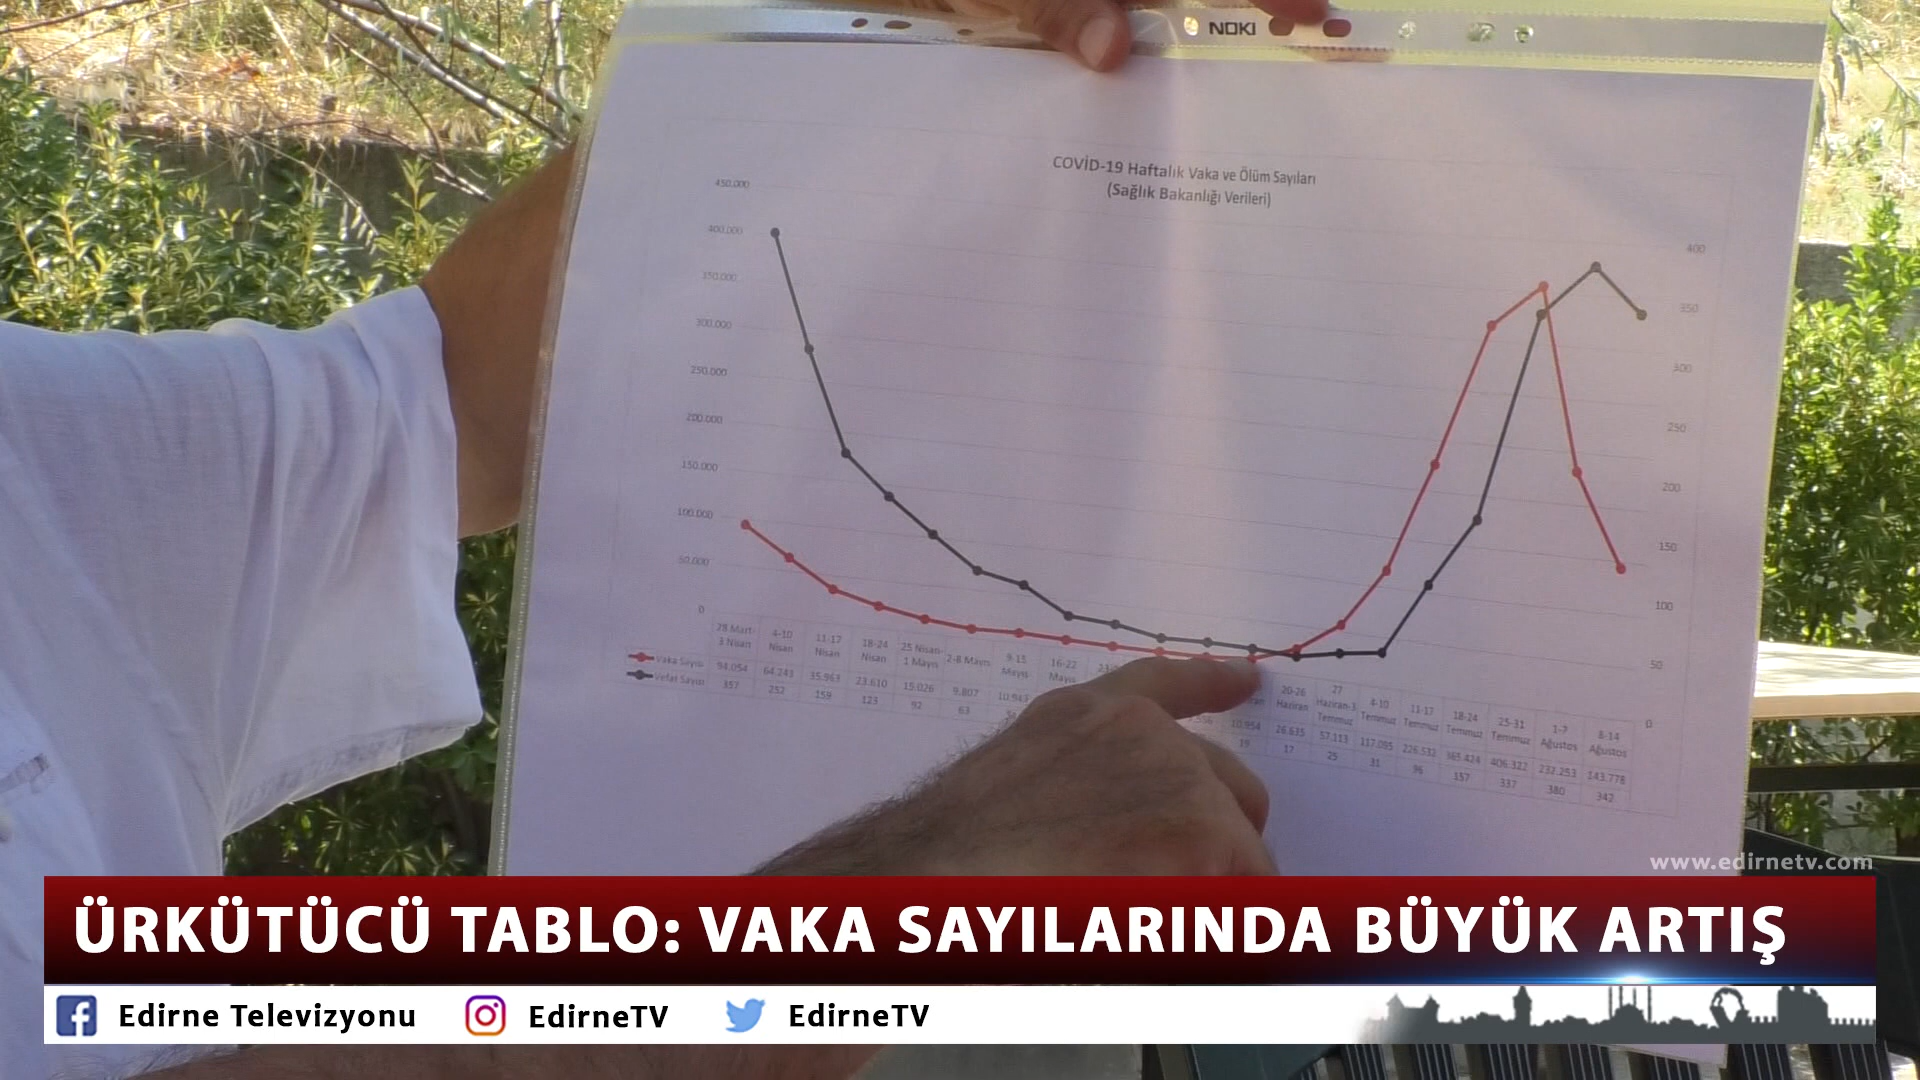 NOKI
COVİD-19 Haftalık Vaka ve Ölüm Sayıları
(Sağlık Bakanlığı Verileri)
450.000
400.000
350.000
300.000
250.000
200.000
150.000
100.000
50.000
0
400
350
300
250
200
150
100
50
0
28 Mart-3 Nisan 4-10 Nisan 11-17 Nisan 18-24 Nisan 25 Nisan-1 Mayıs 2-8 Mayıs 9-15 Mayıs 16-22 Mayıs 20-26 Haziran 27 Haziran-3 Temmuz 4-10 Temmuz 11-17 Temmuz 18-24 Temmuz 25-31 Temmuz 1-7 Ağustos 8-14 Ağustos
Vaka Sayısı 94.054 64.243 35.963 23.610 15.026 9.807 10.947 10.954 26.635 57.113 117.095 226.532 365.424 406.322 232.253 143.778
Vefat Sayısı 357 252 159 123 92 63 19 17 25 31 96 157 337 380 342
www.edirnetv.com
ÜRKÜTÜCÜ TABLO: VAKA SAYILARINDA BÜYÜK ARTIŞ
Edirne Televizyonu EdirneTV EdirneTV